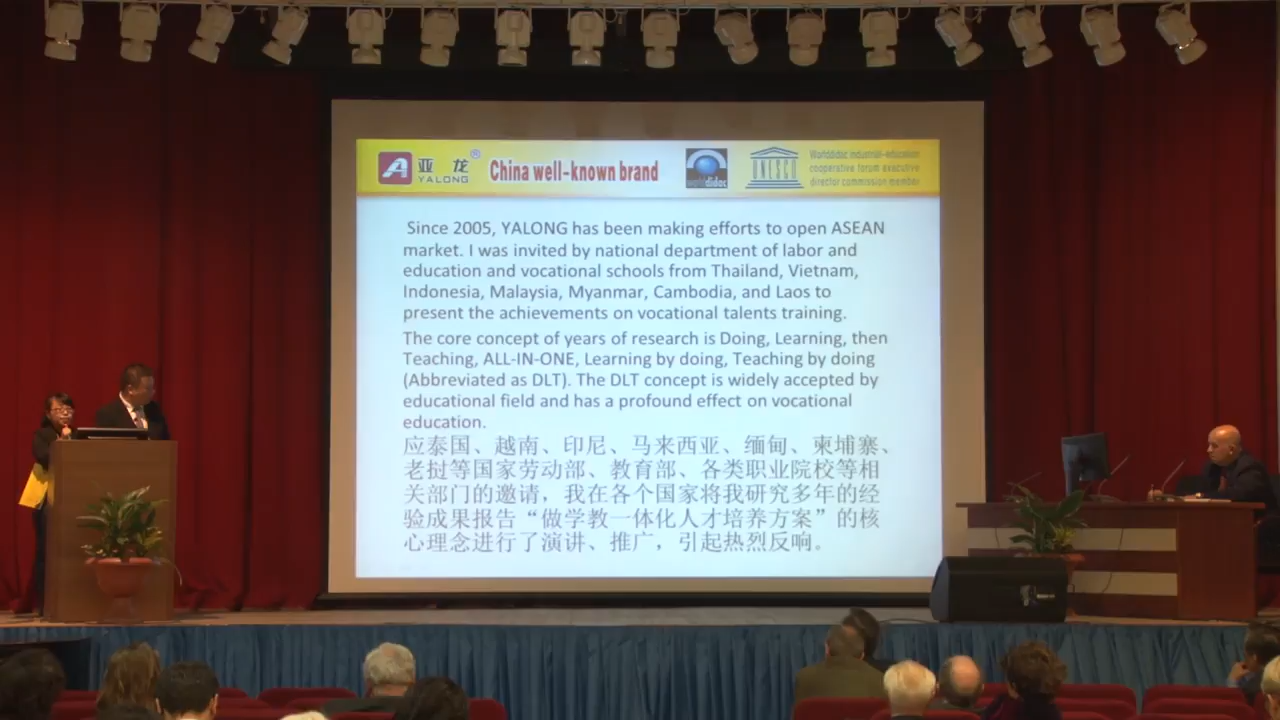 亚龙®
YALONG
China well-known brand
worlddidac
UNESCO
Worlddidac industrial-education
cooperative forum executive
director commission member
Since 2005, YALONG has been making efforts to open ASEAN
market. I was invited by national department of labor and
education and vocational schools from Thailand, Vietnam,
Indonesia, Malaysia, Myanmar, Cambodia, and Laos to
present the achievements on vocational talents training.
The core concept of years of research is Doing, Learning, then
Teaching, ALL-IN-ONE, Learning by doing, Teaching by doing
(Abbreviated as DLT). The DLT concept is widely accepted by
educational field and has a profound effect on vocational
education.
应泰国、越南、印尼、马来西亚、缅甸、柬埔寨、
老挝等国家劳动部、教育部、各类职业院校等相
关部门的邀请，我在各个国家将我研究多年的经
验成果报告“做学教一体化人才培养方案”的核
心理念进行了演讲、推广，引起热烈反响。